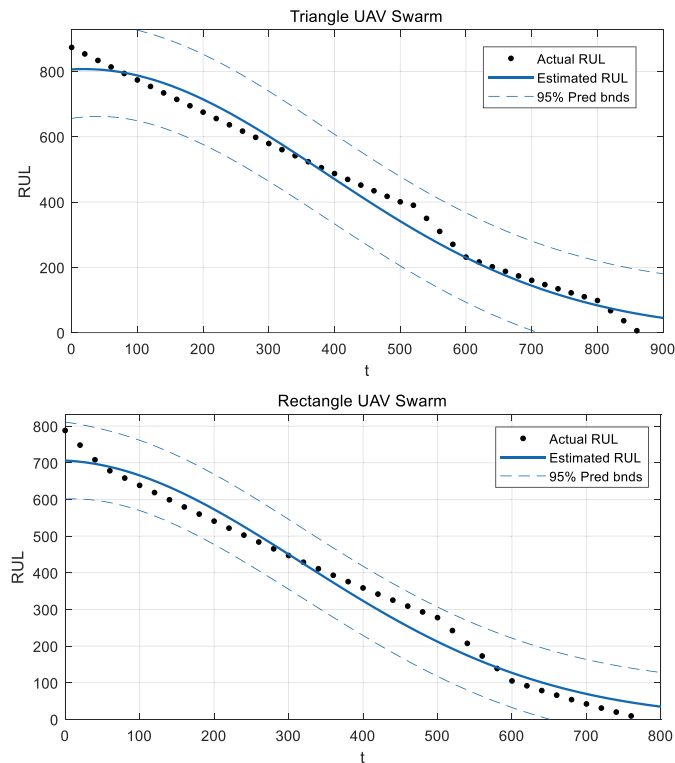 Triangle UAV Swarm
Actual RUL
Estimated RUL
95% Pred bnds
800
600
400
200
0
RUL
0 100 200 300 400 500 600 700 800 900
t
Rectangle UAV Swarm
Actual RUL
Estimated RUL
95% Pred bnds
800
700
600
500
400
300
200
100
0
RUL
0 100 200 300 400 500 600 700 800
t